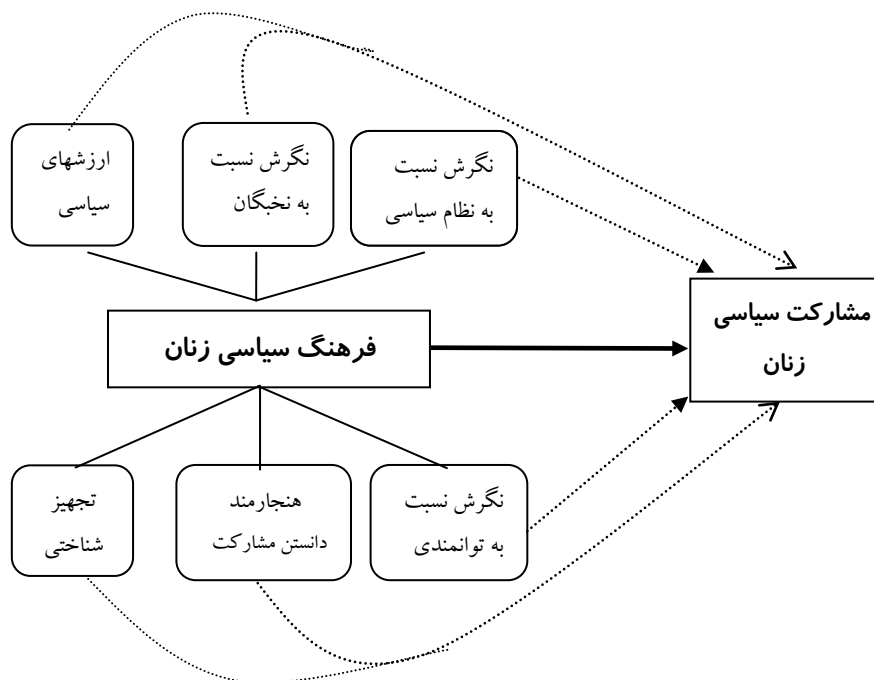 نگرش نسبت
به نظام سیاسی
نگرش نسبت
به نخبگان
ارزشهای
سیاسی
مشارکت سیاسی
زنان
فرهنگ سیاسی زنان
نگرش نسبت
به توانمندی
هنجارمند
دانستن مشارکت
تجهیز
شناختی